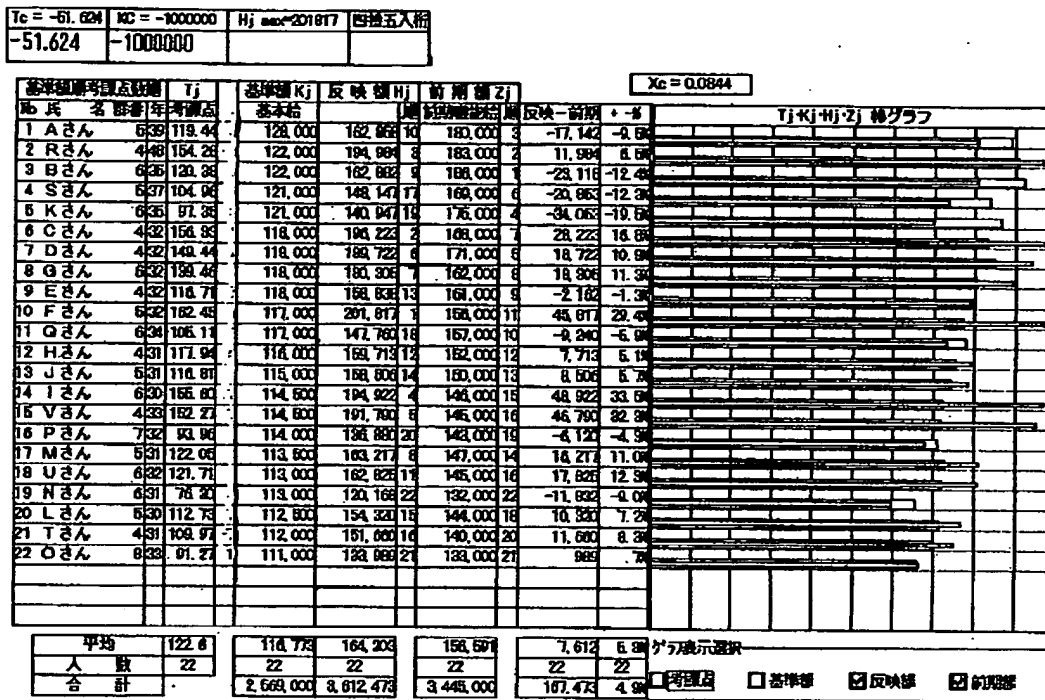 Tc = -51.624 KC = -1000000 Hj max=201817 四捨五入桁
-51.624 -1000000
Xc = 0.0844
基準額順考課点数順 Tj 基準額 Kj 反映額 Hj 前期額 Zj Tj・Kj・Hj・Zj 棒グラフ
No 氏 名 群番 年 考課点 基本給 順 順 反映-前期 + -%
1 Aさん 5 39 119.44 128,000 162,958 10 180,000 3 -17,142 -9.5%
2 Rさん 4 48 154.28 122,000 194,984 3 183,000 2 11,984 6.5%
3 Bさん 6 35 120.38 122,000 162,882 9 186,000 1 -23,116 -12.4%
4 Sさん 5 37 104.96 121,000 148,147 17 169,000 6 -20,853 -12.3%
5 Kさん 6 35 97.35 121,000 140,947 19 175,000 4 -34,053 -19.5%
6 Cさん 4 32 156.83 118,000 196,223 2 168,000 7 28,223 16.8%
7 Dさん 4 32 149.44 118,000 189,722 6 171,000 5 18,722 10.9%
8 Gさん 6 32 139.46 118,000 180,306 7 162,000 8 18,306 11.3%
9 Eさん 4 32 116.71 118,000 158,838 13 161,000 9 -2,162 -1.3%
10 Fさん 5 32 162.45 117,000 201,817 1 156,000 11 45,817 29.4%
11 Qさん 6 34 105.11 117,000 147,760 18 157,000 10 -9,240 -5.9%
12 Hさん 4 31 117.94 116,000 159,713 12 152,000 12 7,713 5.1%
13 Jさん 5 31 116.81 115,000 158,506 14 150,000 13 8,506 5.7%
14 Iさん 6 30 155.60 114,500 194,922 4 146,000 15 48,922 33.5%
15 Vさん 4 33 152.27 114,500 191,790 5 145,000 16 46,790 32.3%
16 Pさん 7 32 93.96 114,000 136,880 20 143,000 19 -6,120 -4.3%
17 Mさん 5 31 122.05 113,500 163,217 8 147,000 14 16,217 11.0%
18 Uさん 6 32 121.71 113,000 162,825 11 145,000 16 17,825 12.3%
19 Nさん 6 31 76.20 113,000 120,168 22 132,000 22 -11,832 -9.0%
20 Lさん 5 30 112.73 112,500 154,320 15 144,000 18 10,320 7.2%
21 Tさん 4 31 109.97 112,000 151,660 16 140,000 20 11,660 8.3%
22 Oさん 8 33 91.27 1 111,000 133,989 21 133,000 21 989 .7%
平均 122.6 116,773 164,203 156,591 7,612 5.3%
人 数 22 22 22 22 22 22
合 計 2,569,000 3,612,473 3,445,000 167,473 4.9%
グラフ表示選択
考課点 基準額 反映額 前期額